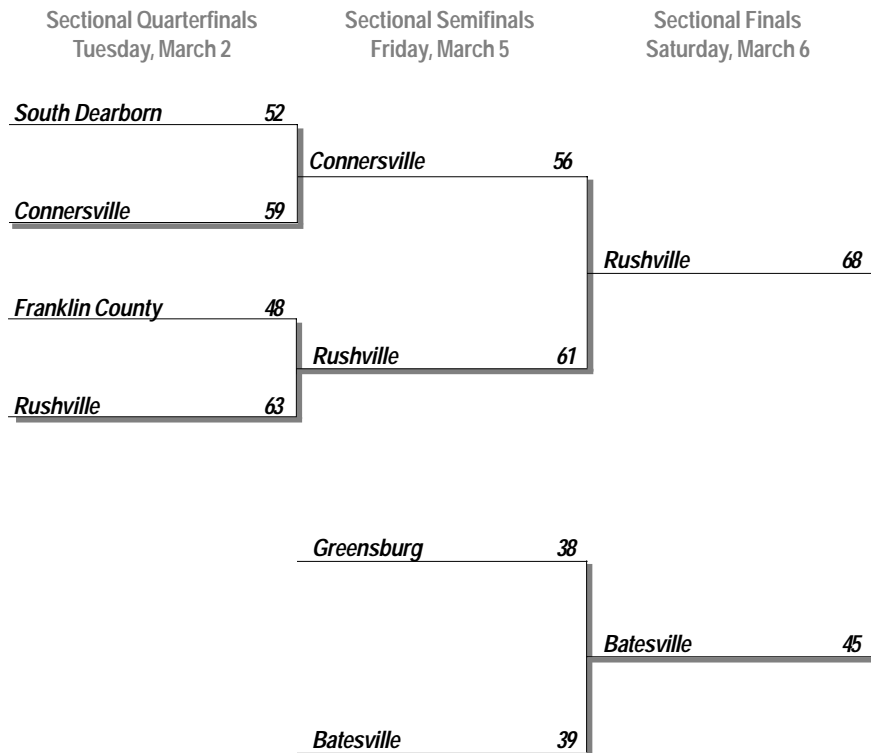 Sectional Quarterfinals
Tuesday, March 2
Sectional Semifinals
Friday, March 5
Sectional Finals
Saturday, March 6
South Dearborn 52
Connersville 59
Franklin County 48
Rushville 63
Connersville 56
Rushville 61
Greensburg 38
Batesville 39
Rushville 68
Batesville 45